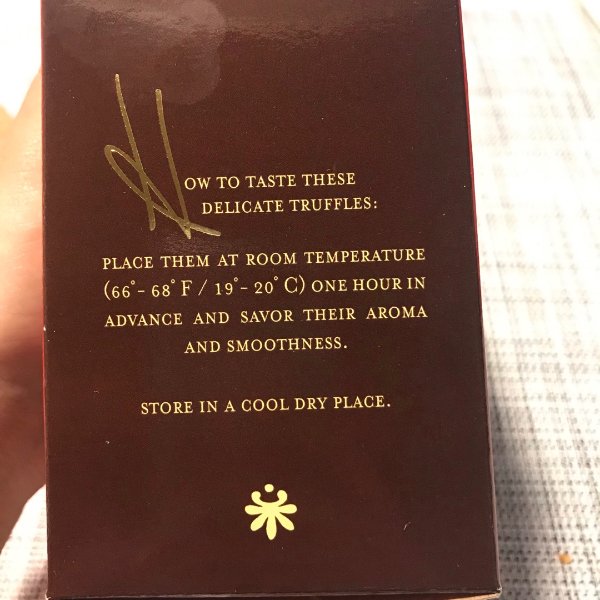 HOW TO TASTE THESE
DELICATE TRUFFLES:
PLACE THEM AT ROOM TEMPERATURE
(66°- 68° F / 19°- 20° C) ONE HOUR IN
ADVANCE AND SAVOR THEIR AROMA
AND SMOOTHNESS.
STORE IN A COOL DRY PLACE.